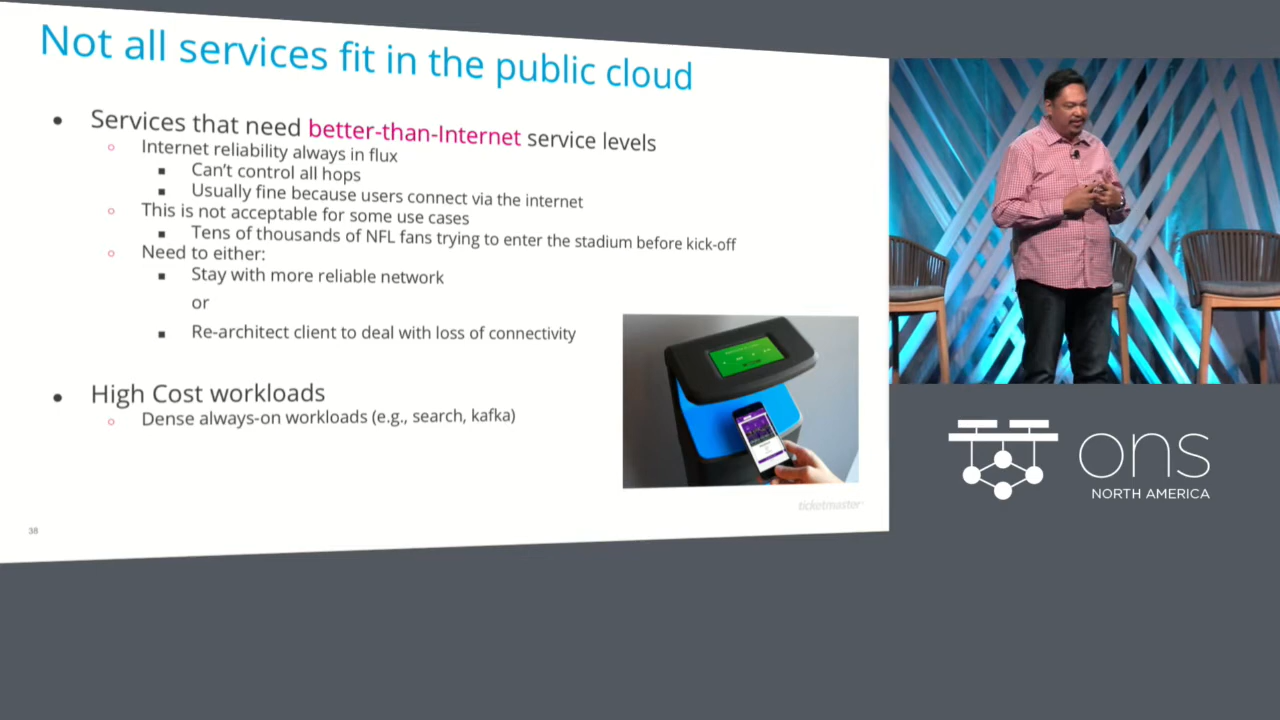 Not all services fit in the public cloud
● Services that need better-than-Internet service levels
○ Internet reliability always in flux
■ Can't control all hops
■ Usually fine because users connect via the internet
○ This is not acceptable for some use cases
■ Tens of thousands of NFL fans trying to enter the stadium before kick-off
○ Need to either:
■ Stay with more reliable network
or
■ Re-architect client to deal with loss of connectivity
● High Cost workloads
○ Dense always-on workloads (e.g., search, kafka)
ticketmaster
38
ons
NORTH AMERICA